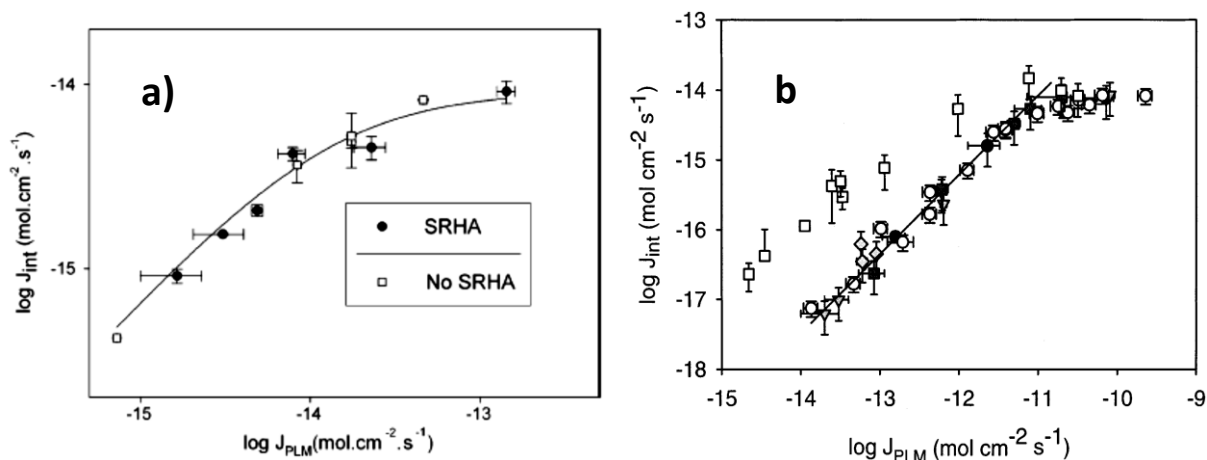 a)
log J_int (mol.cm⁻².s⁻¹)
-14
-15
SRHA
No SRHA
-15
-14
-13
log J_PLM(mol.cm⁻².s⁻¹)
b
log J_int (mol cm⁻² s⁻¹)
-13
-14
-15
-16
-17
-18
-15
-14
-13
-12
-11
-10
-9
log J_PLM (mol cm⁻² s⁻¹)